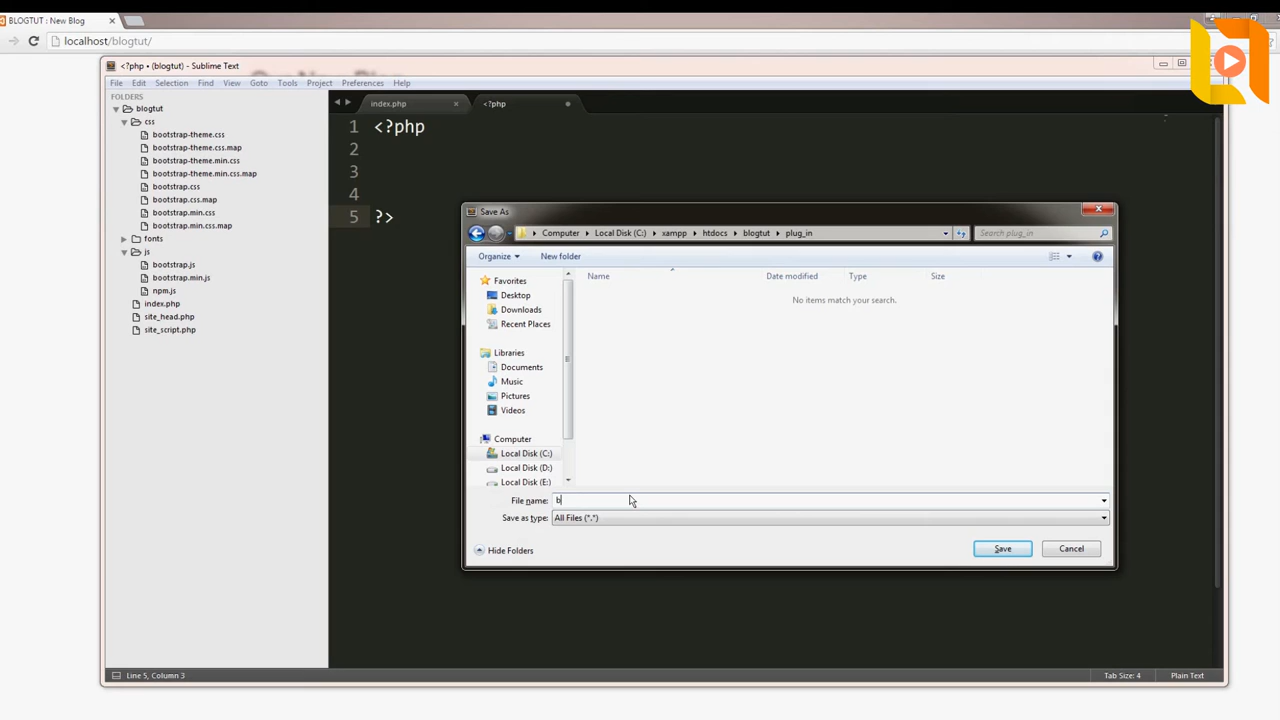 BLOGTUT : New Blog
localhost/blogtut/
<?php • (blogtut) - Sublime Text
File Edit Selection Find View Goto Tools Project Preferences Help
FOLDERS
blogtut
css
bootstrap-theme.css
bootstrap-theme.css.map
bootstrap-theme.min.css
bootstrap-theme.min.css.map
bootstrap.css
bootstrap.css.map
bootstrap.min.css
bootstrap.min.css.map
fonts
js
bootstrap.js
bootstrap.min.js
npm.js
index.php
site_head.php
site_script.php
index.php
<?php
1 <?php
2
3
4
5 ?>
Save As
Computer Local Disk (C:) xampp htdocs blogtut plug_in
Search plug_in
Organize New folder
Name Date modified Type Size
No items match your search.
Favorites
Desktop
Downloads
Recent Places
Libraries
Documents
Music
Pictures
Videos
Computer
Local Disk (C:)
Local Disk (D:)
Local Disk (E:)
File name: b
Save as type: All Files (*.*)
Hide Folders
Save
Cancel
Line 5, Column 3
Tab Size: 4
Plain Text